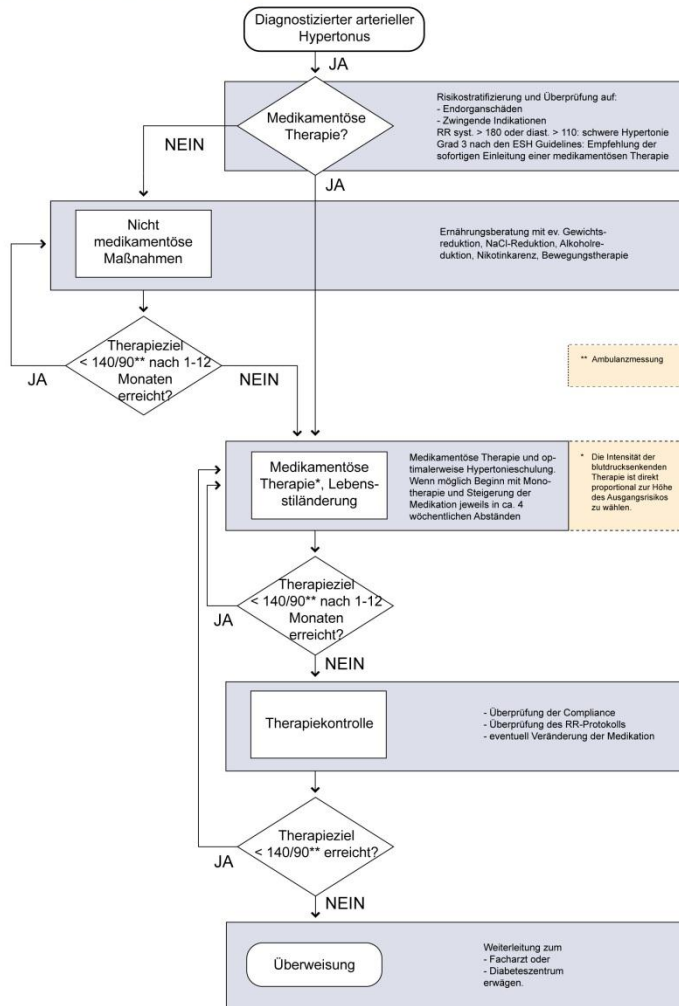 Diagnostizierter arterieller
Hypertonus
JA
Medikamentöse
Therapie?
Risikostratifizierung und Überprüfung auf:
- Endorganschäden
- Zwingende Indikationen
RR syst. > 180 oder diast. > 110: schwere Hypertonie
Grad 3 nach den ESH Guidelines: Empfehlung der
sofortigen Einleitung einer medikamentösen Therapie
NEIN
JA
Nicht
medikamentöse
Maßnahmen
Ernährungsberatung mit ev. Gewichts-
reduktion, NaCl-Reduktion, Alkoholre-
duktion, Nikotinkarenz, Bewegungstherapie
Therapieziel
< 140/90** nach 1-12
Monaten
erreicht?
JA
NEIN
** Ambulanzmessung
Medikamentöse
Therapie*, Lebens-
stiländerung
Medikamentöse Therapie und op-
timalerweise Hypertonieschulung.
Wenn möglich Beginn mit Mono-
therapie und Steigerung der
Medikation jeweils in ca. 4
wöchentlichen Abständen
* Die Intensität der
blutdrucksenkenden
Therapie ist direkt
proportional zur Höhe
des Ausgangsrisikos
zu wählen.
Therapieziel
< 140/90** nach 1-12
Monaten
erreicht?
JA
NEIN
Therapiekontrolle
- Überprüfung der Compliance
- Überprüfung des RR-Protokolls
- eventuell Veränderung der Medikation
Therapieziel
< 140/90** erreicht?
JA
NEIN
Überweisung
Weiterleitung zum
- Facharzt oder
- Diabeteszentrum
erwägen.